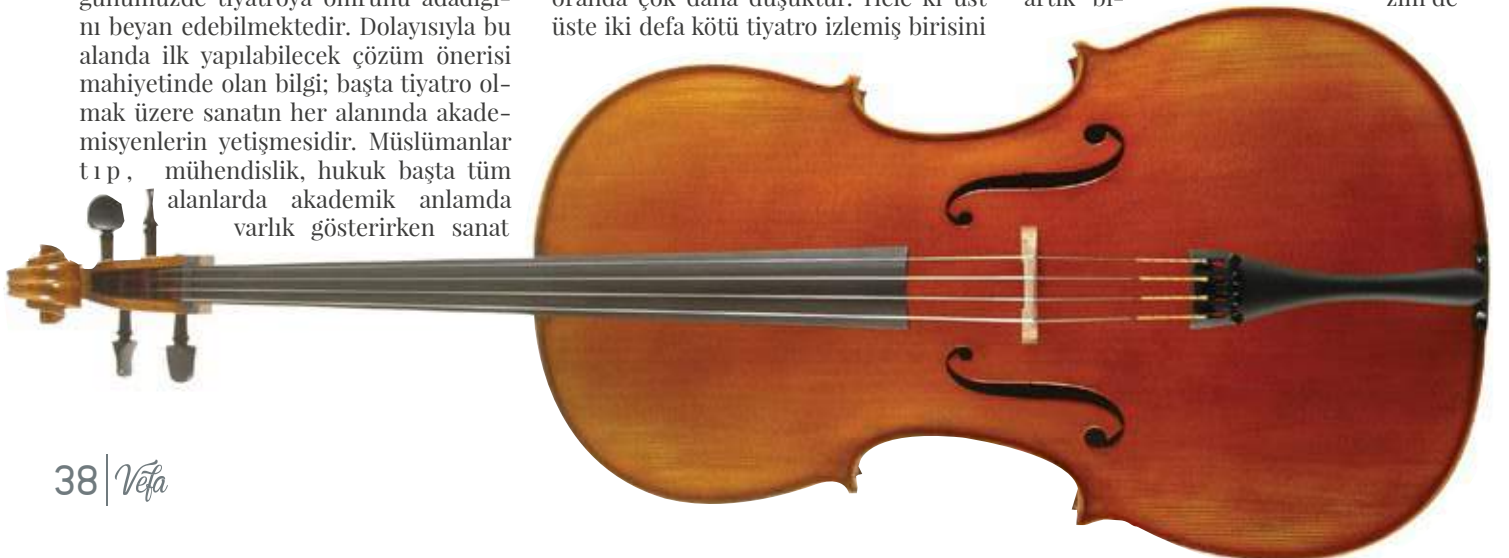 nı beyan edebilmektedir. Dolayısıyla bu
alanda ilk yapılabilecek çözüm önerisi
mahiyetinde olan bilgi; başta tiyatro ol-
mak üzere sanatın her alanında akade-
misyenlerin yetişmesidir. Müslümanlar
tıp, mühendislik, hukuk başta tüm
alanlarda akademik anlamda
varlık gösterirken sanat
üste iki defa kötü tiyatro izlemiş birisini
38 | Vefa